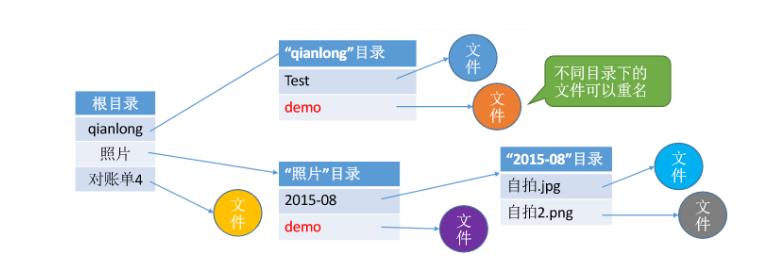 根目录
qianlong
照片
对账单4
文
件
“qianlong”目录
Test
demo
文
件
文
件
不同目录下的
文件可以重名
“照片”目录
2015-08
demo
文
件
“2015-08”目录
自拍.jpg
自拍2.png
文
件
文
件